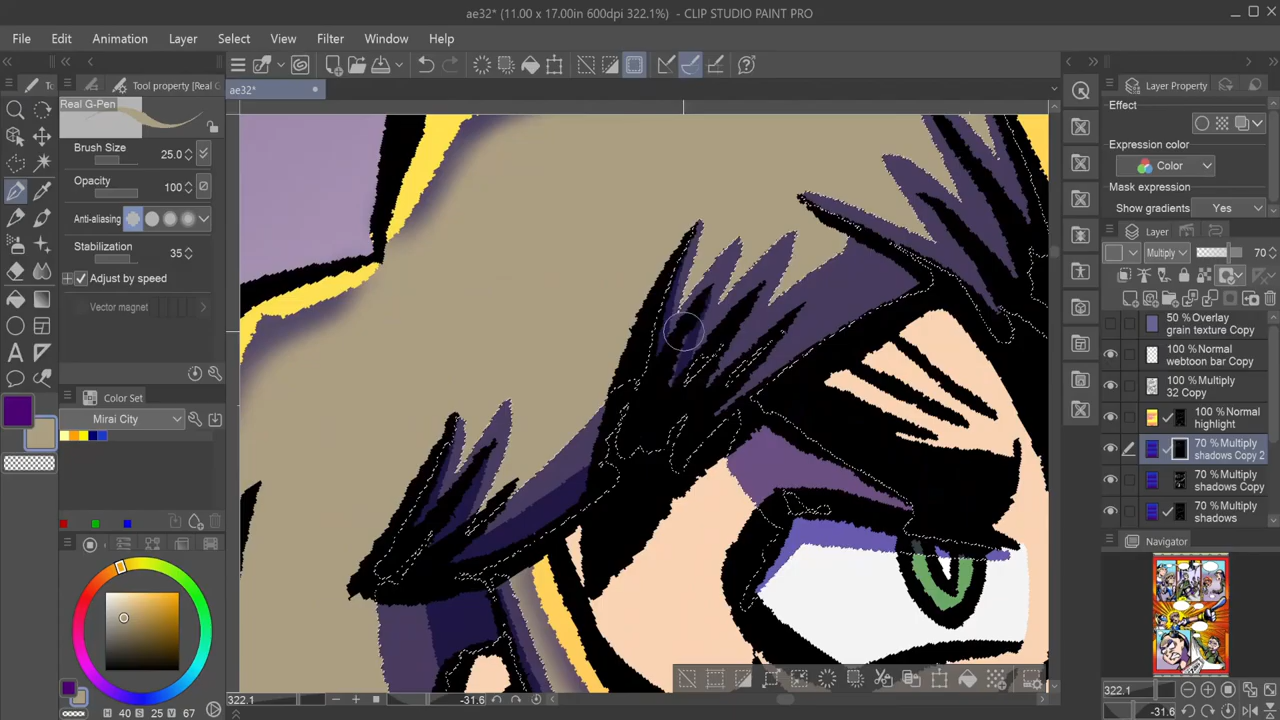 ae32* (11.00 x 17.00in 600dpi 322.1%) - CLIP STUDIO PAINT PRO
File Edit Animation Layer Select View Filter Window Help
Tool property [Real G
ae32*
Real G-Pen
Brush Size 25.0
Opacity 100
Anti-aliasing
Stabilization 35
Adjust by speed
Vector magnet
Color Set
Mirai City
H 40 S 25 V 67
322.1
-31.6
Layer Property
Effect
Expression color
Color
Mask expression
Show gradients Yes
Layer
Multiply 70
50 % Overlay
grain texture Copy
100 % Normal
webtoon bar Copy
100 % Multiply
32 Copy
100 % Normal
highlight
70 % Multiply
shadows Copy 2
70 % Multiply
shadows Copy
70 % Multiply
shadows
Navigator
322.1
-31.6